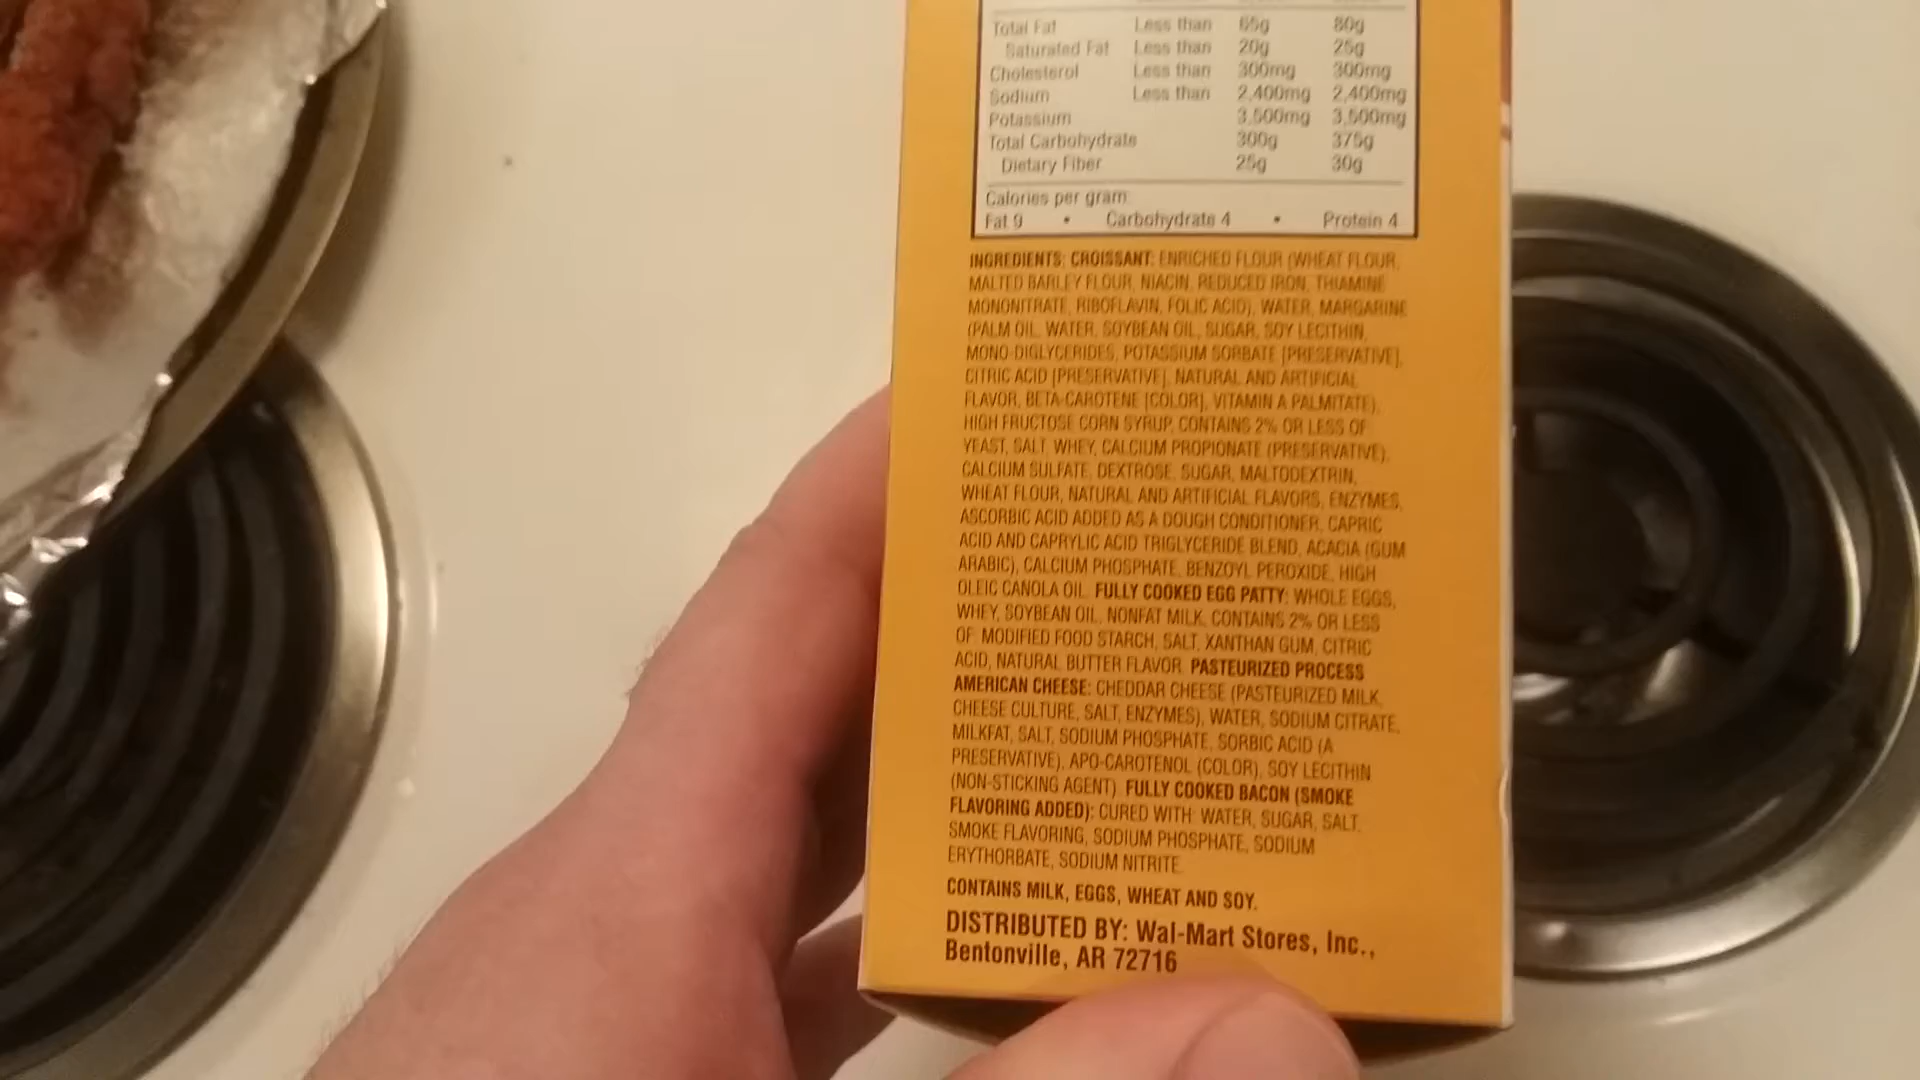 Total Fat Less than 65g 80g
Saturated Fat Less than 20g 25g
Cholesterol Less than 300mg 300mg
Sodium Less than 2,400mg 2,400mg
Potassium 3,500mg 3,500mg
Total Carbohydrate 300g 375g
Dietary Fiber 25g 30g
Calories per gram:
Fat 9 • Carbohydrate 4 • Protein 4
INGREDIENTS: CROISSANT: ENRICHED FLOUR (WHEAT FLOUR,
MALTED BARLEY FLOUR, NIACIN, REDUCED IRON, THIAMINE
MONONITRATE, RIBOFLAVIN, FOLIC ACID), WATER, MARGARINE
(PALM OIL, WATER, SOYBEAN OIL, SUGAR, SOY LECITHIN,
MONO-DIGLYCERIDES, POTASSIUM SORBATE [PRESERVATIVE],
CITRIC ACID [PRESERVATIVE], NATURAL AND ARTIFICIAL
FLAVOR, BETA-CAROTENE [COLOR], VITAMIN A PALMITATE),
HIGH FRUCTOSE CORN SYRUP, CONTAINS 2% OR LESS OF:
YEAST, SALT, WHEY, CALCIUM PROPIONATE (PRESERVATIVE),
CALCIUM SULFATE, DEXTROSE, SUGAR, MALTODEXTRIN,
WHEAT FLOUR, NATURAL AND ARTIFICIAL FLAVORS, ENZYMES,
ASCORBIC ACID ADDED AS A DOUGH CONDITIONER, CAPRIC
ACID AND CAPRYLIC ACID TRIGLYCERIDE BLEND, ACACIA (GUM
ARABIC), CALCIUM PHOSPHATE, BENZOYL PEROXIDE, HIGH
OLEIC CANOLA OIL. FULLY COOKED EGG PATTY: WHOLE EGGS,
WHEY, SOYBEAN OIL, NONFAT MILK, CONTAINS 2% OR LESS
OF: MODIFIED FOOD STARCH, SALT, XANTHAN GUM, CITRIC
ACID, NATURAL BUTTER FLAVOR. PASTEURIZED PROCESS
AMERICAN CHEESE: CHEDDAR CHEESE (PASTEURIZED MILK,
CHEESE CULTURE, SALT, ENZYMES), WATER, SODIUM CITRATE,
MILKFAT, SALT, SODIUM PHOSPHATE, SORBIC ACID (A
PRESERVATIVE), APO-CAROTENOL (COLOR), SOY LECITHIN
(NON-STICKING AGENT). FULLY COOKED BACON (SMOKE
FLAVORING ADDED): CURED WITH: WATER, SUGAR, SALT,
SMOKE FLAVORING, SODIUM PHOSPHATE, SODIUM
ERYTHORBATE, SODIUM NITRITE.
CONTAINS MILK, EGGS, WHEAT AND SOY.
DISTRIBUTED BY: Wal-Mart Stores, Inc.,
Bentonville, AR 72716